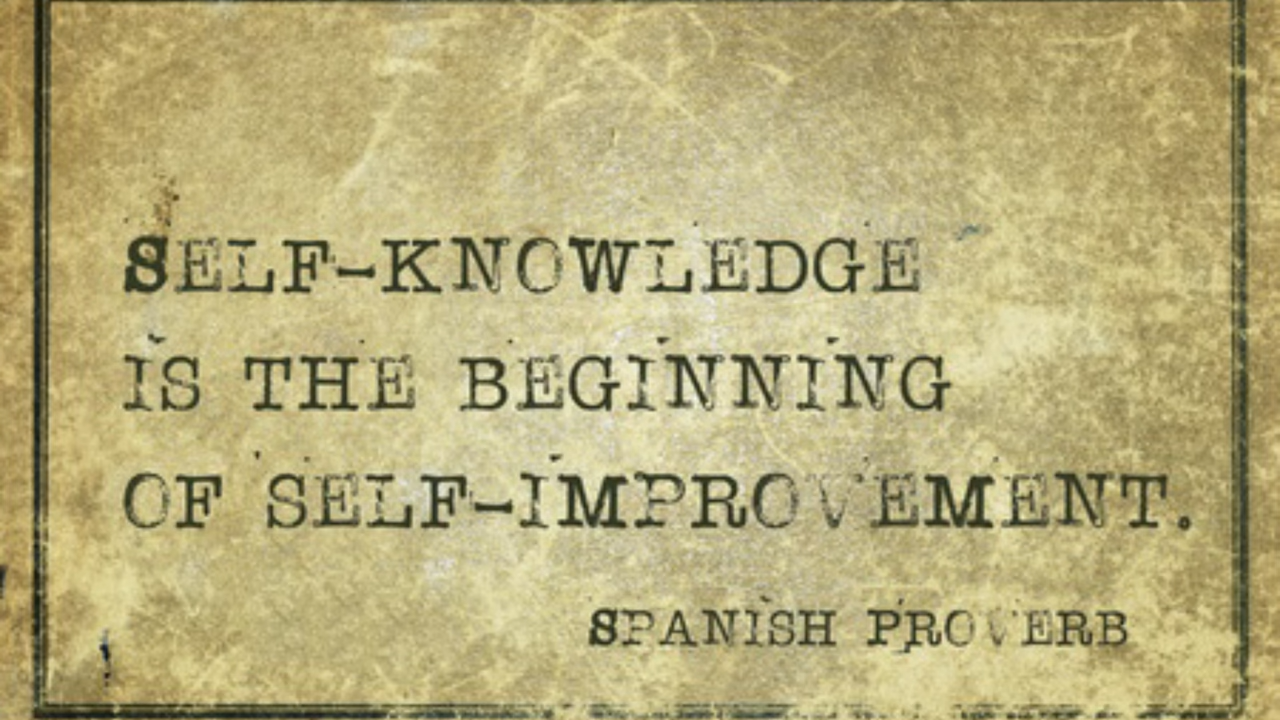 SELF-KNOWLEDGE
IS THE BEGINNING
OF SELF-IMPROVEMENT.
SPANISH PROVERB